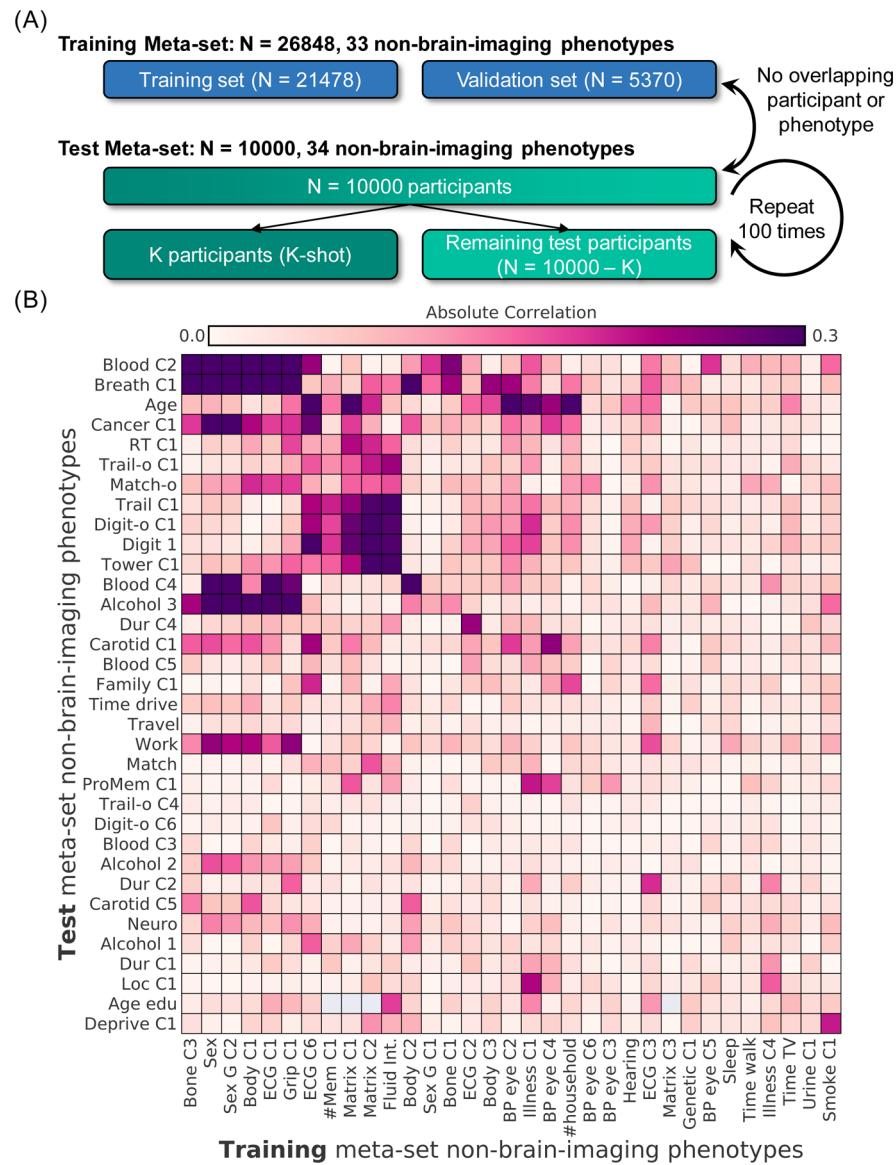 (A)
Training Meta-set: N = 26848, 33 non-brain-imaging phenotypes
Training set (N = 21478)
Validation set (N = 5370)
No overlapping
participant or
phenotype
Test Meta-set: N = 10000, 34 non-brain-imaging phenotypes
N = 10000 participants
Repeat
100 times
K participants (K-shot)
Remaining test participants
(N = 10000 – K)
(B)
Absolute Correlation
0.0
0.3
Test meta-set non-brain-imaging phenotypes
Blood C2
Breath C1
Age
Cancer C1
RT C1
Trail-o C1
Match-o
Trail C1
Digit-o C1
Digit 1
Tower C1
Blood C4
Alcohol 3
Dur C4
Carotid C1
Blood C5
Family C1
Time drive
Travel
Work
Match
ProMem C1
Trail-o C4
Digit-o C6
Blood C3
Alcohol 2
Dur C2
Carotid C5
Neuro
Alcohol 1
Dur C1
Loc C1
Age edu
Deprive C1
Bone C3
Sex
Sex G C2
Body C1
ECG C1
Grip C1
ECG C6
#Mem C1
Matrix C1
Matrix C2
Fluid Int.
Body C2
Sex G C1
Bone C1
ECG C2
Body C3
BP eye C2
Illness C1
BP eye C4
#household
BP eye C6
BP eye C3
Hearing
ECG C3
Matrix C3
Genetic C1
BP eye C5
Sleep
Time walk
Illness C4
Time TV
Urine C1
Smoke C1
Training meta-set non-brain-imaging phenotypes